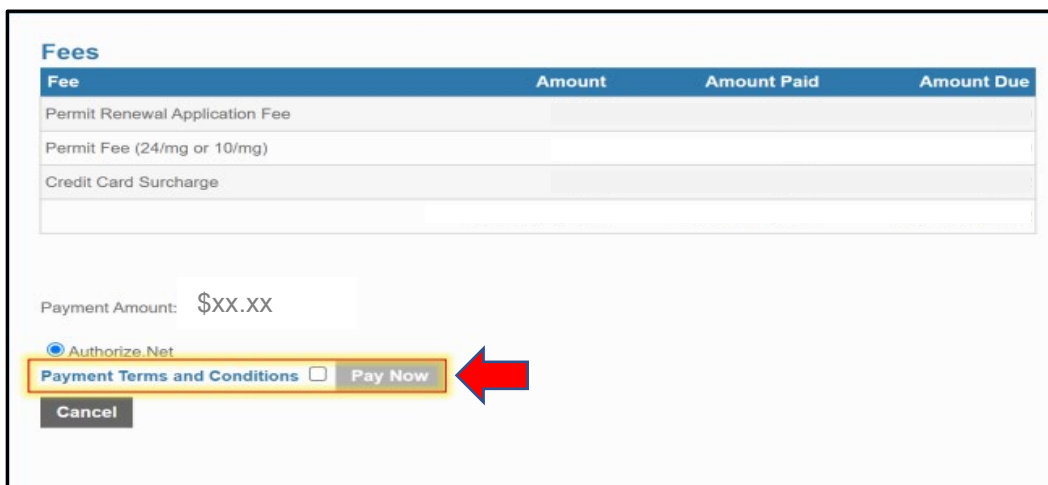 Fees
Fee Amount Amount Paid Amount Due
Permit Renewal Application Fee
Permit Fee (24/mg or 10/mg)
Credit Card Surcharge
Payment Amount: $xx.xx
Authorize.Net
Payment Terms and Conditions Pay Now
Cancel